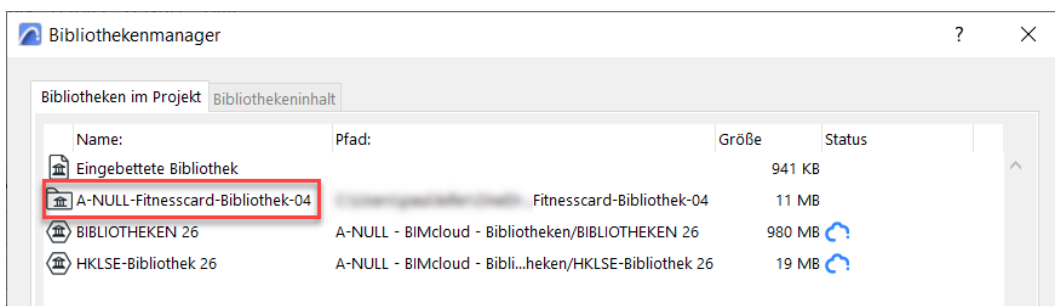 Bibliothekenmanager ?
Bibliotheken im Projekt Bibliothekeninhalt
Name: Pfad: Größe Status
Eingebettete Bibliothek 941 KB
A-NULL-Fitnesscard-Bibliothek-04 Fitnesscard-Bibliothek-04 11 MB
BIBLIOTHEKEN 26 A-NULL - BIMcloud - Bibliotheken/BIBLIOTHEKEN 26 980 MB
HKLSE-Bibliothek 26 A-NULL - BIMcloud - Bibli...heken/HKLSE-Bibliothek 26 19 MB